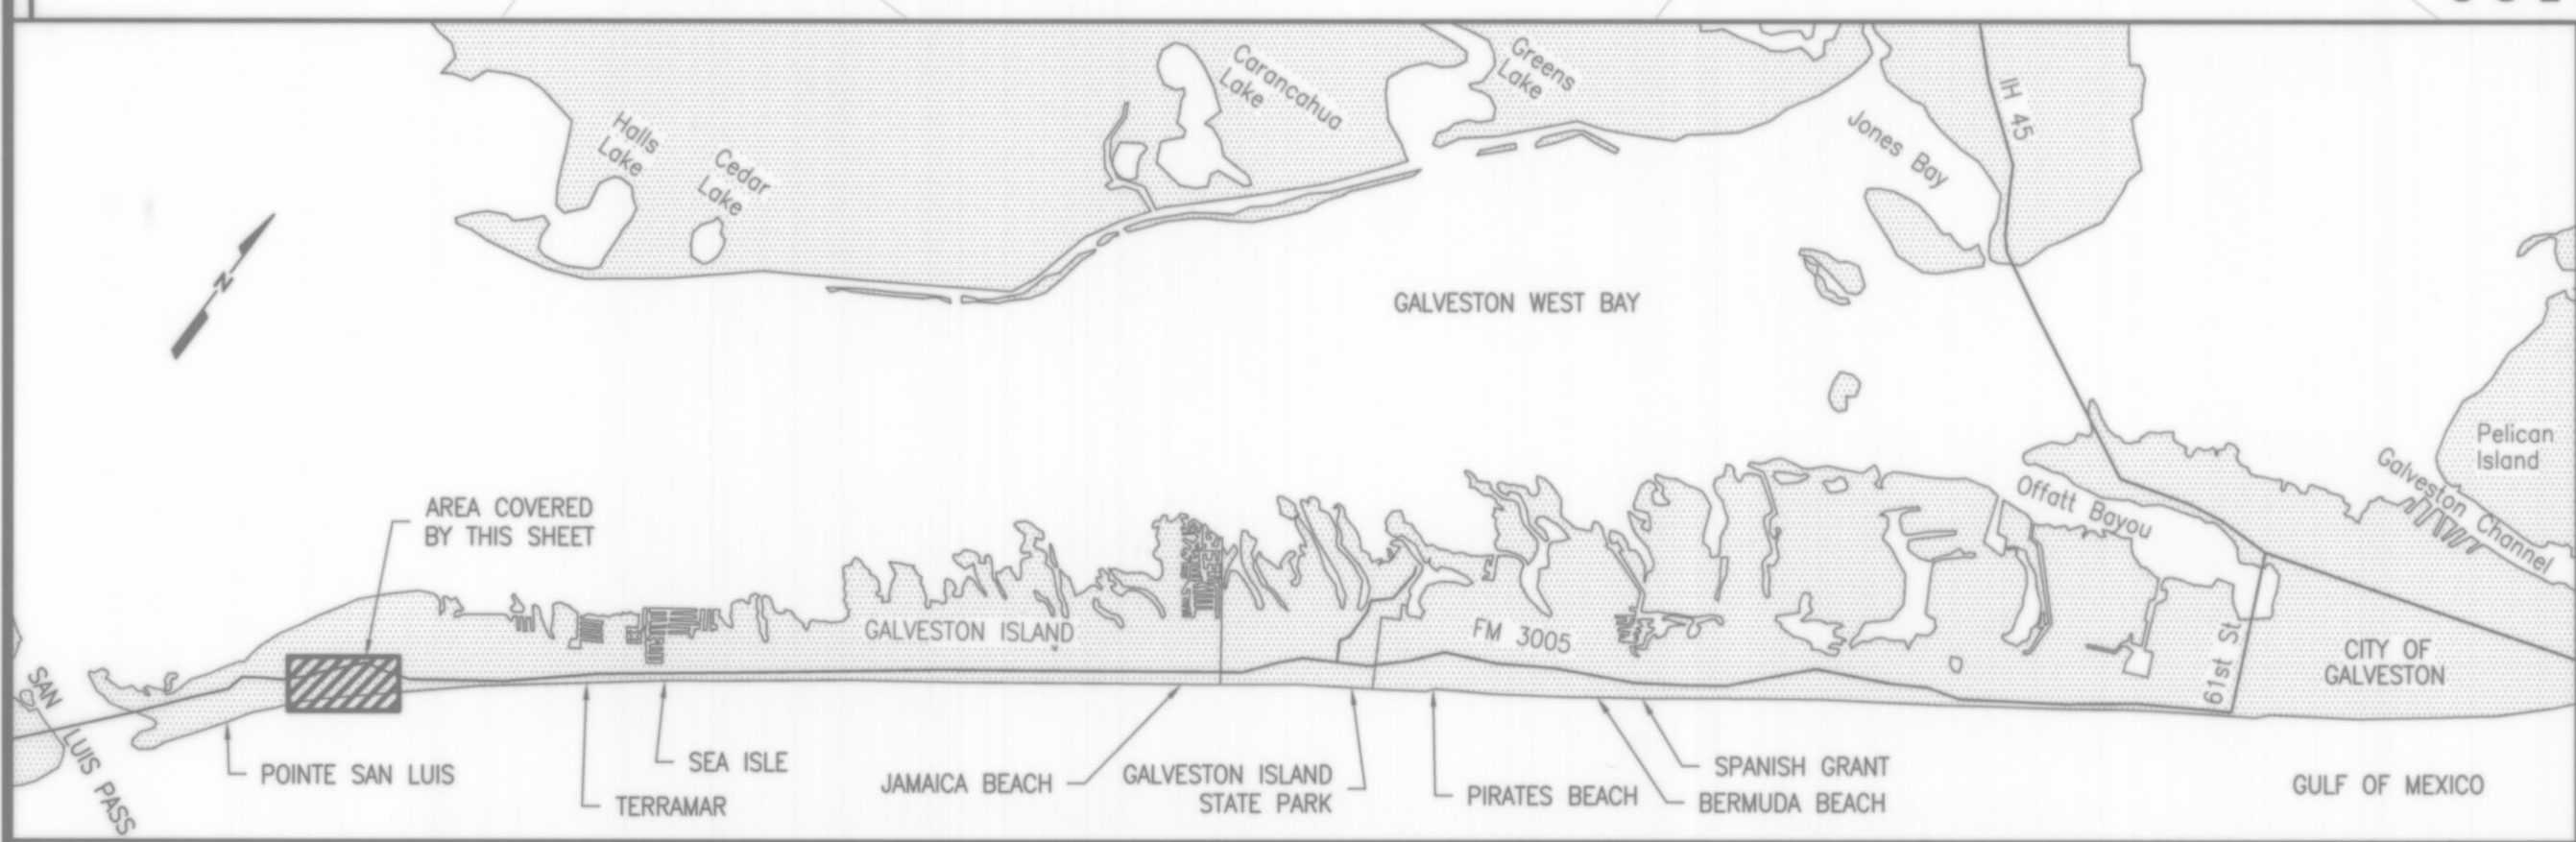 Halls
Lake
Cedar
Lake
Carancahua
Lake
Greens
Lake
Jones Bay
IH 45
N
GALVESTON WEST BAY
Pelican
Island
Galveston Channel
Offatt Bayou
AREA COVERED
BY THIS SHEET
GALVESTON ISLAND
FM 3005
61st St
CITY OF
GALVESTON
SAN
LUIS PASS
POINTE SAN LUIS
SEA ISLE
TERRAMAR
JAMAICA BEACH
GALVESTON ISLAND
STATE PARK
PIRATES BEACH
SPANISH GRANT
BERMUDA BEACH
GULF OF MEXICO